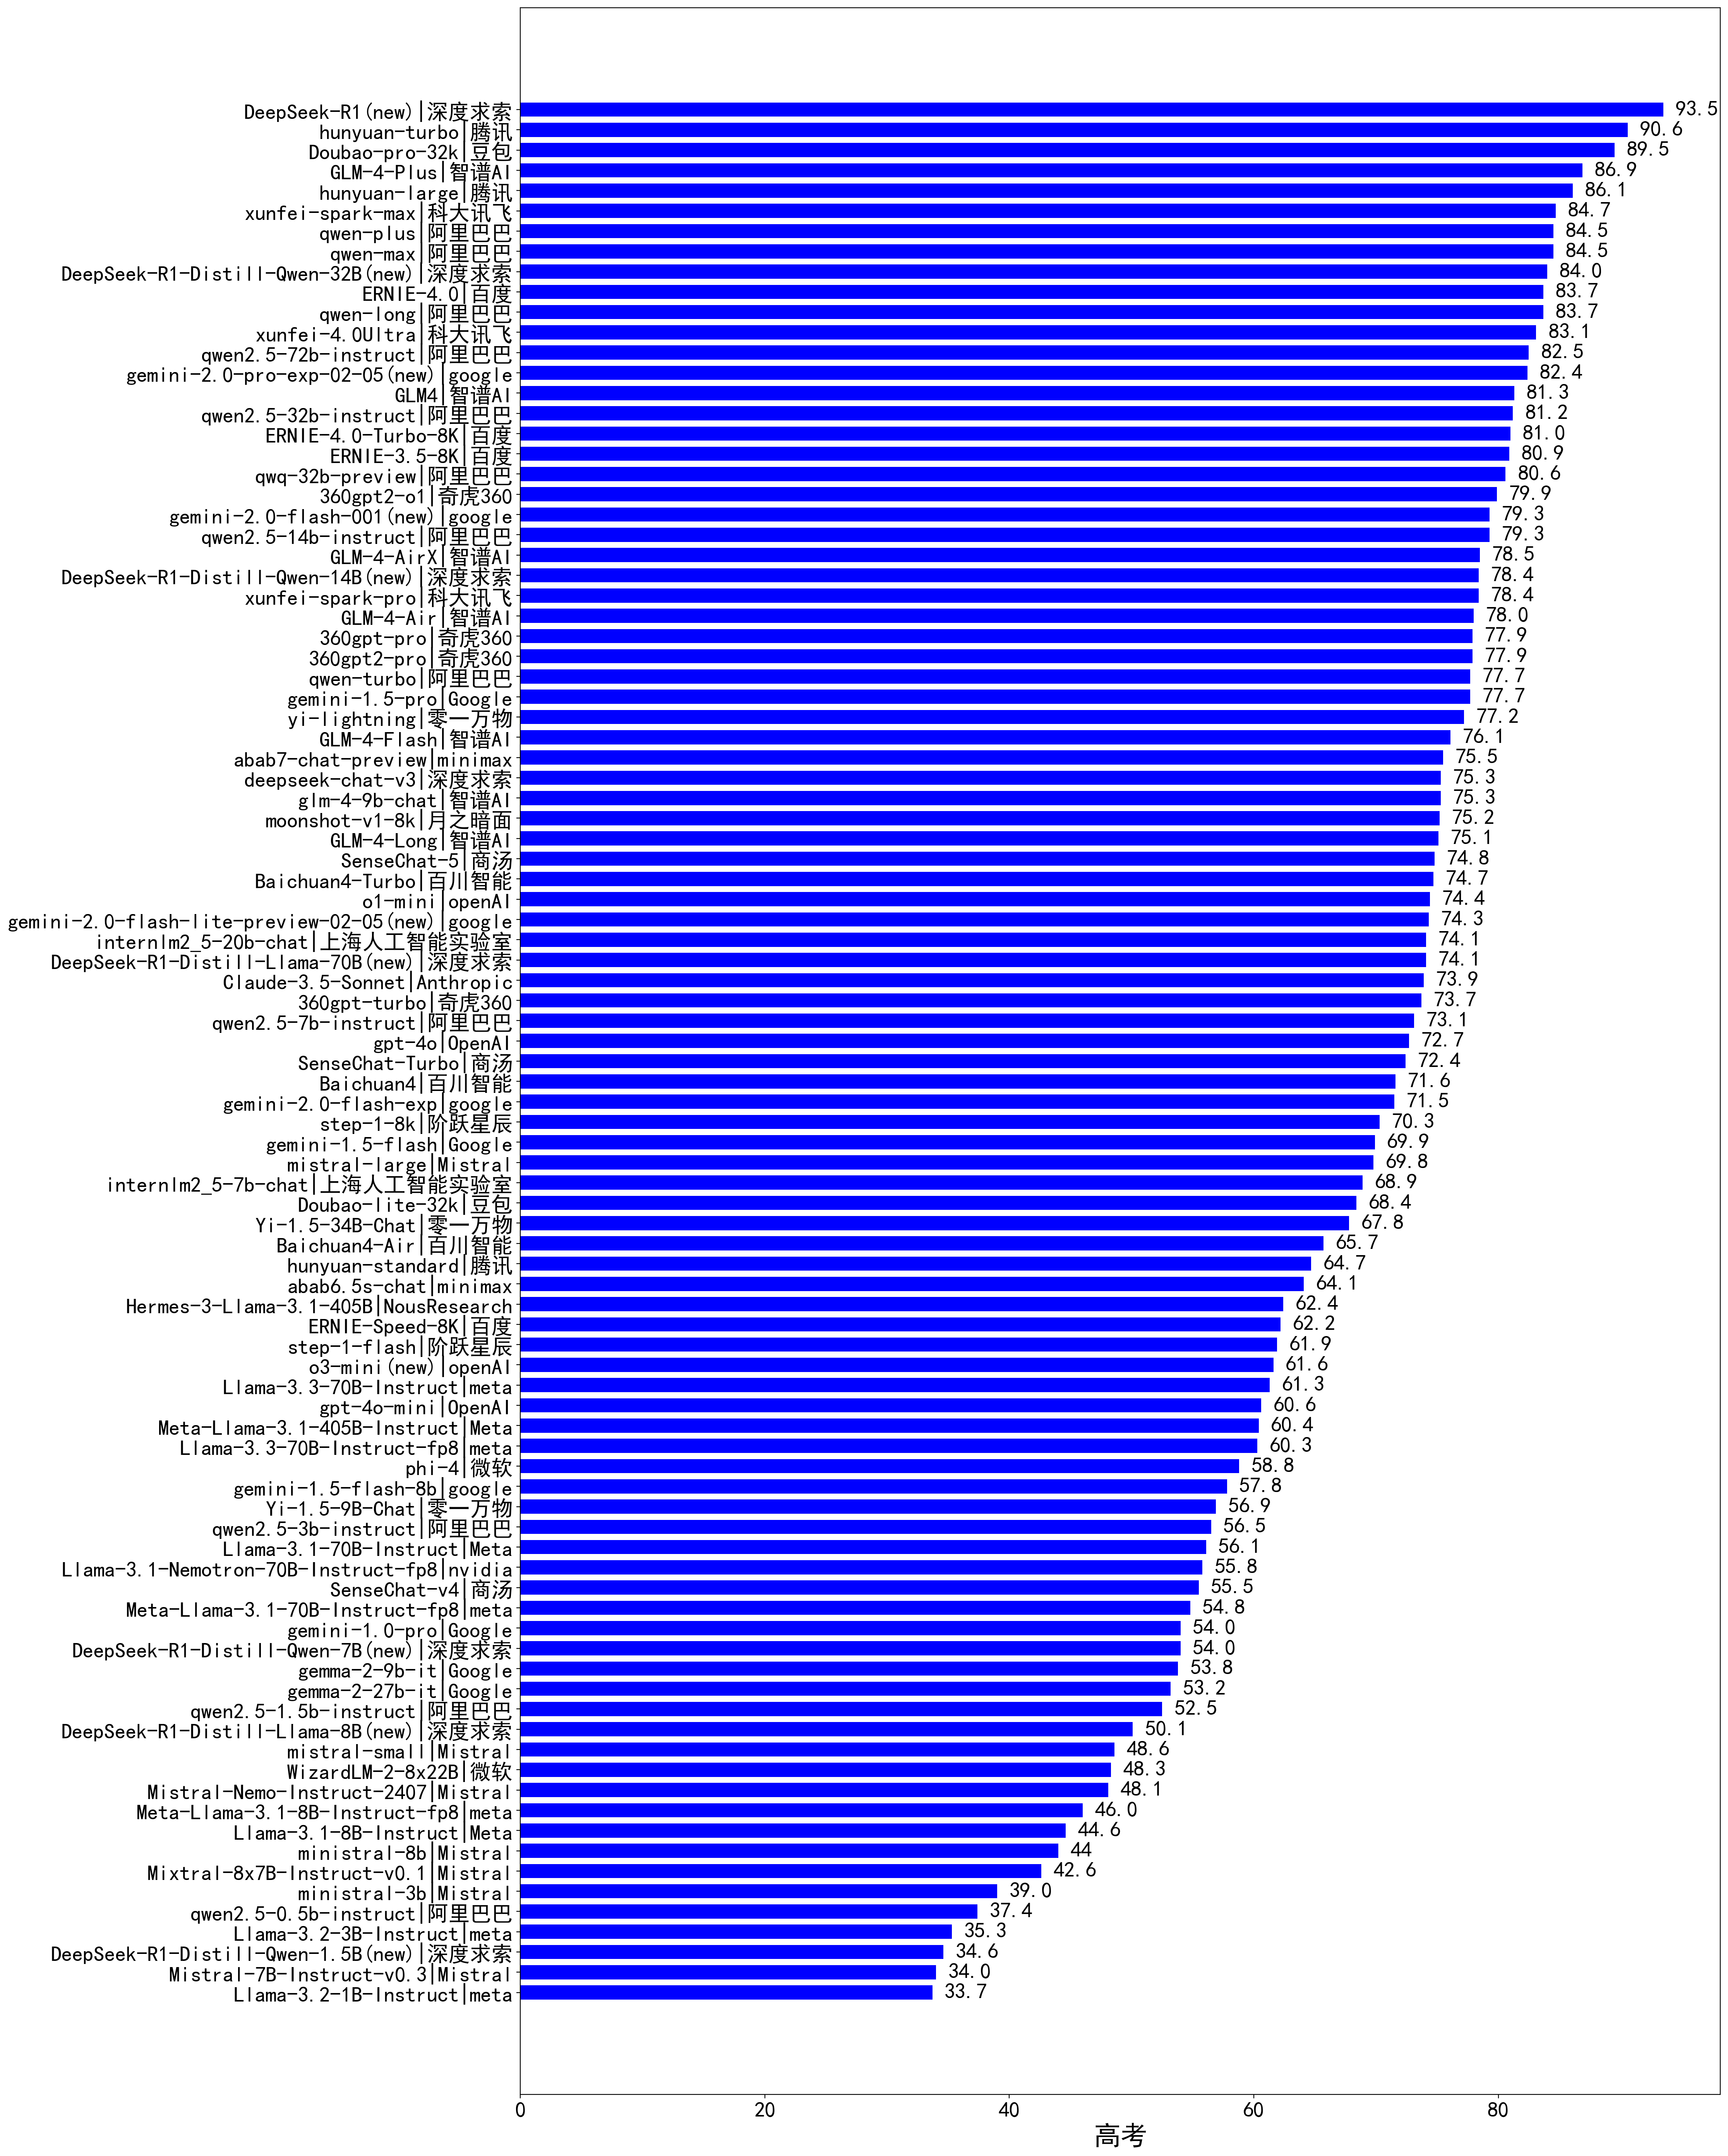 DeepSeek-R1(new)|深度求索 93.5
hunyuan-turbo|腾讯 90.6
Doubao-pro-32k|豆包 89.5
GLM-4-Plus|智谱AI 86.9
hunyuan-large|腾讯 86.1
xunfei-spark-max|科大讯飞 84.7
qwen-plus|阿里巴巴 84.5
qwen-max|阿里巴巴 84.5
DeepSeek-R1-Distill-Qwen-32B(new)|深度求索 84.0
ERNIE-4.0|百度 83.7
qwen-long|阿里巴巴 83.7
xunfei-4.0Ultra|科大讯飞 83.1
qwen2.5-72b-instruct|阿里巴巴 82.5
gemini-2.0-pro-exp-02-05(new)|google 82.4
GLM4|智谱AI 81.3
qwen2.5-32b-instruct|阿里巴巴 81.2
ERNIE-4.0-Turbo-8K|百度 81.0
ERNIE-3.5-8K|百度 80.9
qwq-32b-preview|阿里巴巴 80.6
360gpt2-o1|奇虎360 79.9
gemini-2.0-flash-001(new)|google 79.3
qwen2.5-14b-instruct|阿里巴巴 79.3
GLM-4-AirX|智谱AI 78.5
DeepSeek-R1-Distill-Qwen-14B(new)|深度求索 78.4
xunfei-spark-pro|科大讯飞 78.4
GLM-4-Air|智谱AI 78.0
360gpt-pro|奇虎360 77.9
360gpt2-pro|奇虎360 77.9
qwen-turbo|阿里巴巴 77.7
gemini-1.5-pro|Google 77.7
yi-lightning|零一万物 77.2
GLM-4-Flash|智谱AI 76.1
abab7-chat-preview|minimax 75.5
deepseek-chat-v3|深度求索 75.3
glm-4-9b-chat|智谱AI 75.3
moonshot-v1-8k|月之暗面 75.2
GLM-4-Long|智谱AI 75.1
SenseChat-5|商汤 74.8
Baichuan4-Turbo|百川智能 74.7
o1-mini|openAI 74.4
gemini-2.0-flash-lite-preview-02-05(new)|google 74.3
internlm2_5-20b-chat|上海人工智能实验室 74.1
DeepSeek-R1-Distill-Llama-70B(new)|深度求索 74.1
Claude-3.5-Sonnet|Anthropic 73.9
360gpt-turbo|奇虎360 73.7
qwen2.5-7b-instruct|阿里巴巴 73.1
gpt-4o|OpenAI 72.7
SenseChat-Turbo|商汤 72.4
Baichuan4|百川智能 71.6
gemini-2.0-flash-exp|google 71.5
step-1-8k|阶跃星辰 70.3
gemini-1.5-flash|Google 69.9
mistral-large|Mistral 69.8
internlm2_5-7b-chat|上海人工智能实验室 68.9
Doubao-lite-32k|豆包 68.4
Yi-1.5-34B-Chat|零一万物 67.8
Baichuan4-Air|百川智能 65.7
hunyuan-standard|腾讯 64.7
abab6.5s-chat|minimax 64.1
Hermes-3-Llama-3.1-405B|NousResearch 62.4
ERNIE-Speed-8K|百度 62.2
step-1-flash|阶跃星辰 61.9
o3-mini(new)|openAI 61.6
Llama-3.3-70B-Instruct|meta 61.3
gpt-4o-mini|OpenAI 60.6
Meta-Llama-3.1-405B-Instruct|Meta 60.4
Llama-3.3-70B-Instruct-fp8|meta 60.3
phi-4|微软 58.8
gemini-1.5-flash-8b|google 57.8
Yi-1.5-9B-Chat|零一万物 56.9
qwen2.5-3b-instruct|阿里巴巴 56.5
Llama-3.1-70B-Instruct|Meta 56.1
Llama-3.1-Nemotron-70B-Instruct-fp8|nvidia 55.8
SenseChat-v4|商汤 55.5
Meta-Llama-3.1-70B-Instruct-fp8|meta 54.8
gemini-1.0-pro|Google 54.0
DeepSeek-R1-Distill-Qwen-7B(new)|深度求索 54.0
gemma-2-9b-it|Google 53.8
gemma-2-27b-it|Google 53.2
qwen2.5-1.5b-instruct|阿里巴巴 52.5
DeepSeek-R1-Distill-Llama-8B(new)|深度求索 50.1
mistral-small|Mistral 48.6
WizardLM-2-8x22B|微软 48.3
Mistral-Nemo-Instruct-2407|Mistral 48.1
Meta-Llama-3.1-8B-Instruct-fp8|meta 46.0
Llama-3.1-8B-Instruct|Meta 44.6
ministral-8b|Mistral 44
Mixtral-8x7B-Instruct-v0.1|Mistral 42.6
ministral-3b|Mistral 39.0
qwen2.5-0.5b-instruct|阿里巴巴 37.4
Llama-3.2-3B-Instruct|meta 35.3
DeepSeek-R1-Distill-Qwen-1.5B(new)|深度求索 34.6
Mistral-7B-Instruct-v0.3|Mistral 34.0
Llama-3.2-1B-Instruct|meta 33.7
0 20 40 60 80
高考